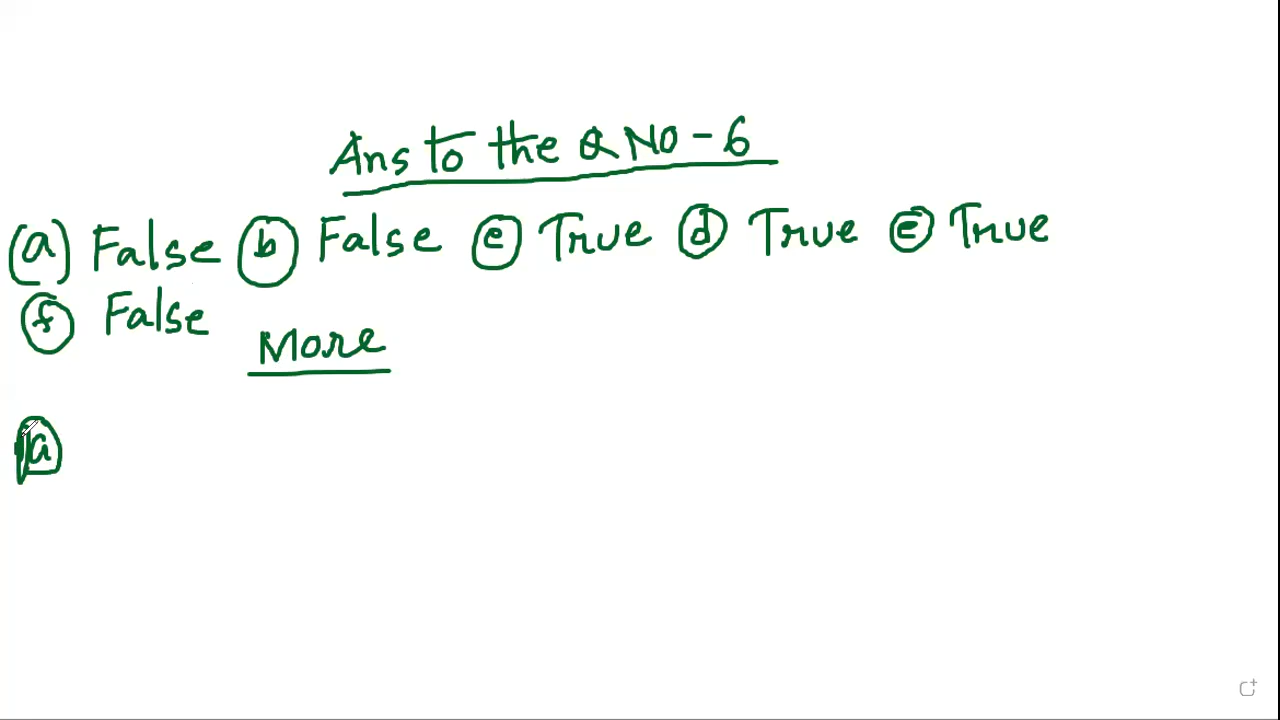 Ans to the Q NO-6
(a) False (b) False (e) True (d) True (e) True
(f) False
More
(a)